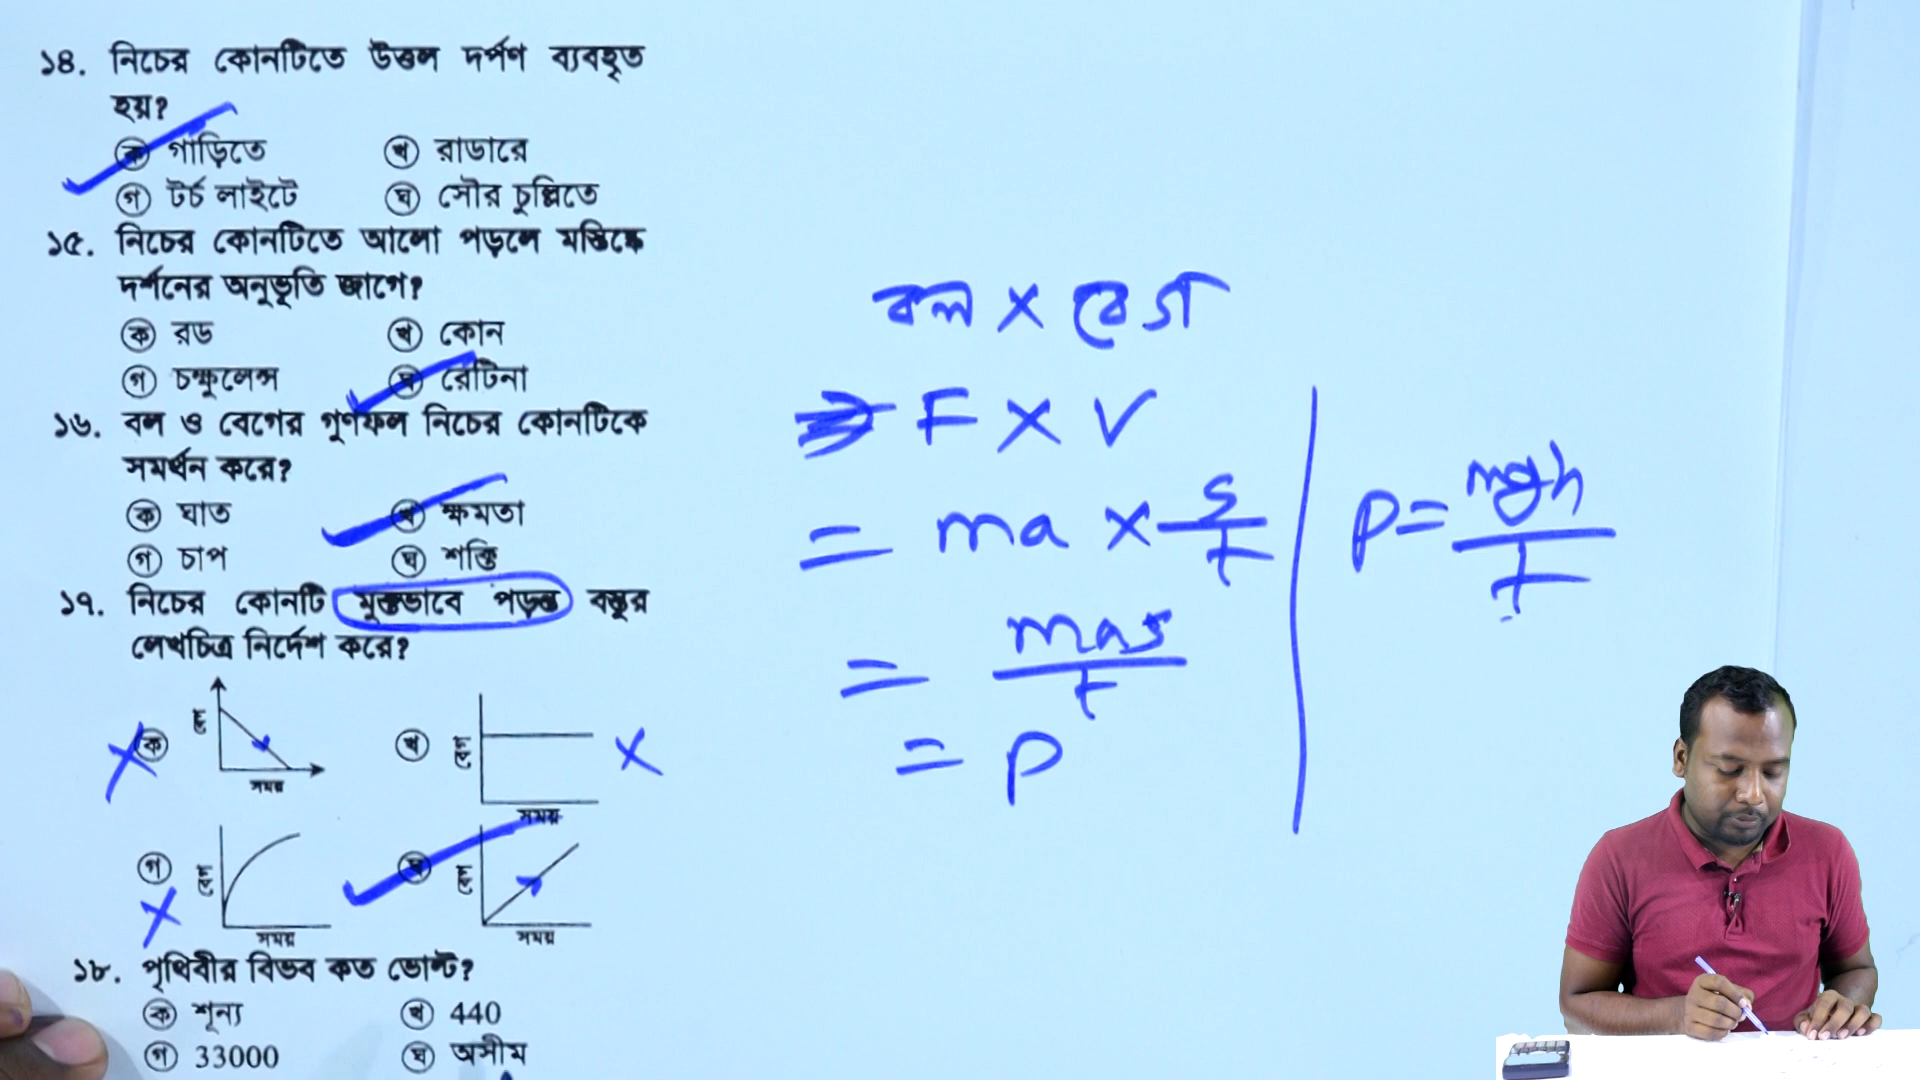 ১৪. নিচের কোনটিতে উত্তল দর্পণ ব্যবহৃত
হয়?
ক গাড়িতে
খ রাডারে
গ টর্চ লাইটে
ঘ সৌর চুল্লিতে
১৫. নিচের কোনটিতে আলো পড়লে মস্তিষ্কে
দর্শনের অনুভূতি জাগে?
ক রড
খ কোন
গ চক্ষুলেন্স
ঘ রেটিনা
১৬. বল ও বেগের গুণফল নিচের কোনটিকে
সমর্থন করে?
ক ঘাত
খ ক্ষমতা
গ চাপ
ঘ শক্তি
১৭. নিচের কোনটি মুক্তভাবে পড়ন্ত বস্তুর
লেখচিত্র নির্দেশ করে?
ক
বেগ
সময়
খ
বেগ
সময়
গ
বেগ
সময়
ঘ
বেগ
সময়
১৮. পৃথিবীর বিভব কত ভোল্ট?
ক শূন্য
খ 440
গ 33000
ঘ অসীম
বল × বেগ
⇒ F × V
= ma × s/t
= mas/t
= P
P = mgh/t